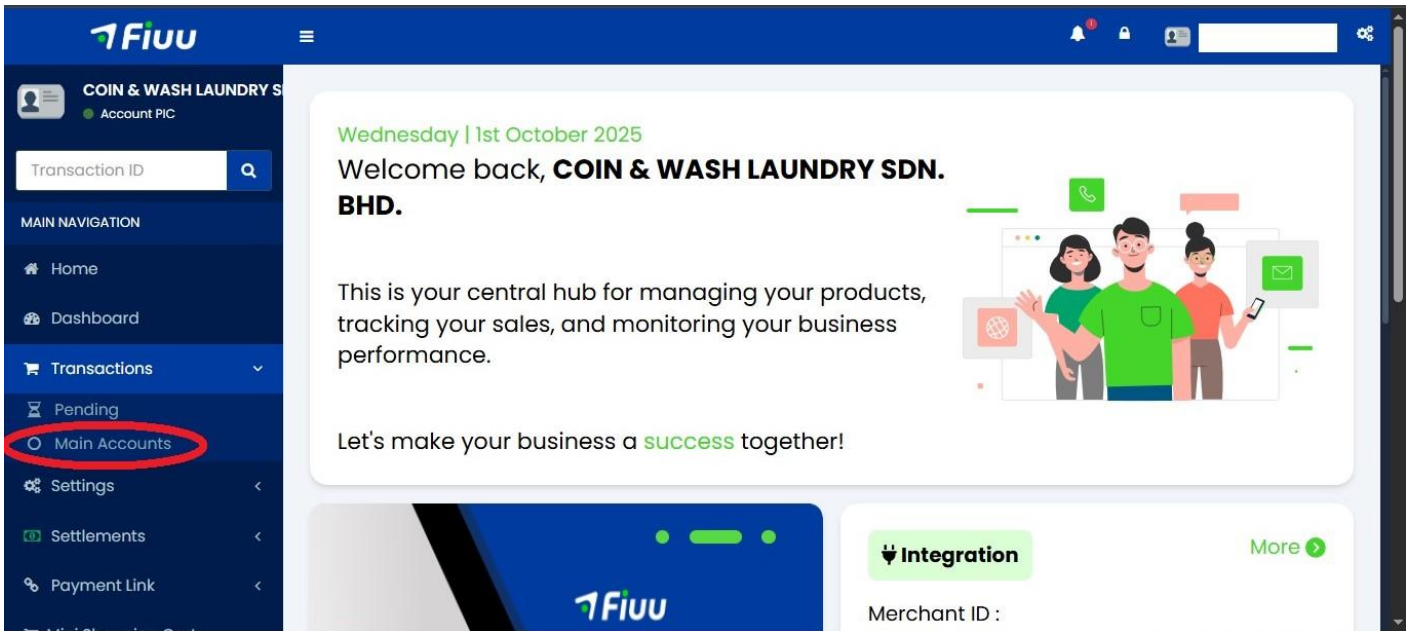 Fiuu
COIN & WASH LAUNDRY S
Account PIC
Transaction ID
MAIN NAVIGATION
Home
Dashboard
Transactions
Pending
Main Accounts
Settings
Settlements
Payment Link
Wednesday | 1st October 2025
Welcome back, COIN & WASH LAUNDRY SDN.
BHD.
This is your central hub for managing your products,
tracking your sales, and monitoring your business
performance.
Let's make your business a success together!
Fiuu
Integration
More
Merchant ID :